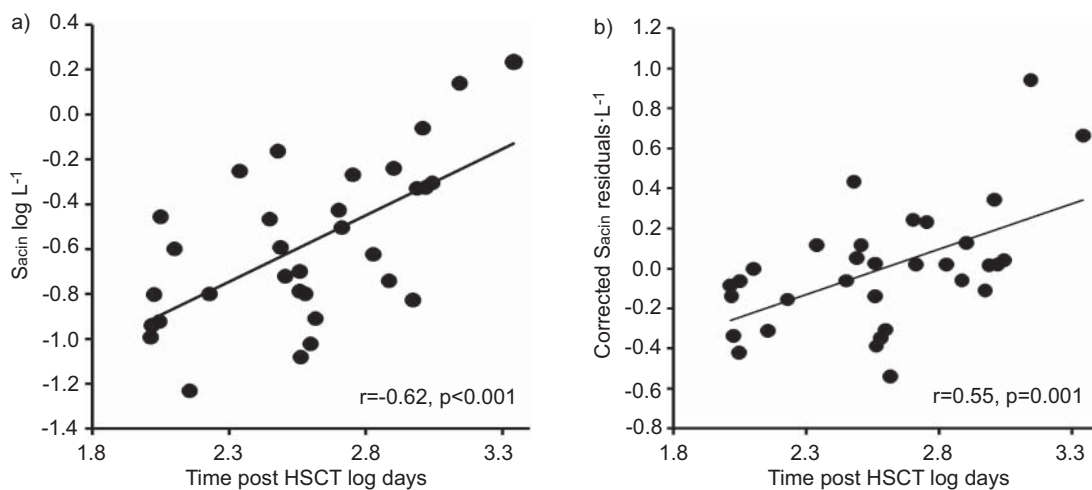 a)
0.4
0.2
0.0
-0.2
-0.4
-0.6
-0.8
-1.0
-1.2
-1.4
Sacin log L-1
r=-0.62, p<0.001
1.8 2.3 2.8 3.3
Time post HSCT log days
b)
1.2
1.0
0.8
0.6
0.4
0.2
0.0
-0.2
-0.4
-0.6
-0.8
Corrected Sacin residuals·L-1
r=0.55, p=0.001
1.8 2.3 2.8 3.3
Time post HSCT log days